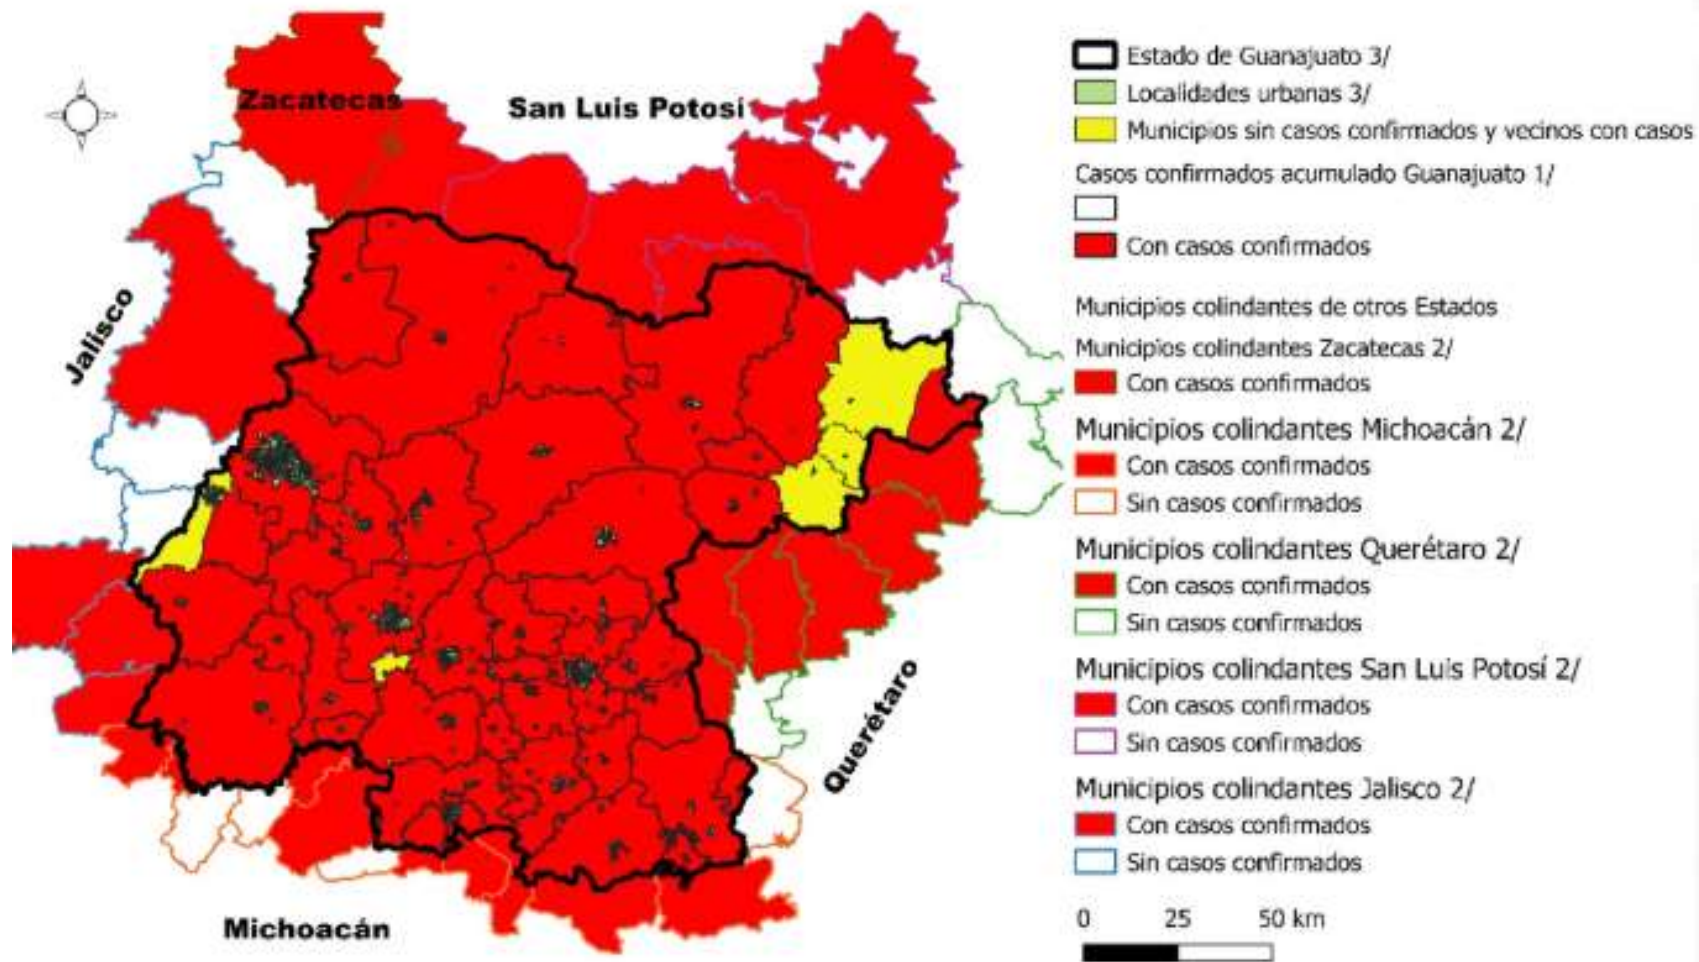 Zacatecas
San Luis Potosí
Jalisco
Querétaro
Michoacán
Estado de Guanajuato 3/
Localidades urbanas 3/
Municipios sin casos confirmados y vecinos con casos
Casos confirmados acumulado Guanajuato 1/
Con casos confirmados
Municipios colindantes de otros Estados
Municipios colindantes Zacatecas 2/
Con casos confirmados
Municipios colindantes Michoacán 2/
Con casos confirmados
Sin casos confirmados
Municipios colindantes Querétaro 2/
Con casos confirmados
Sin casos confirmados
Municipios colindantes San Luis Potosí 2/
Con casos confirmados
Sin casos confirmados
Municipios colindantes Jalisco 2/
Con casos confirmados
Sin casos confirmados
0 25 50 km